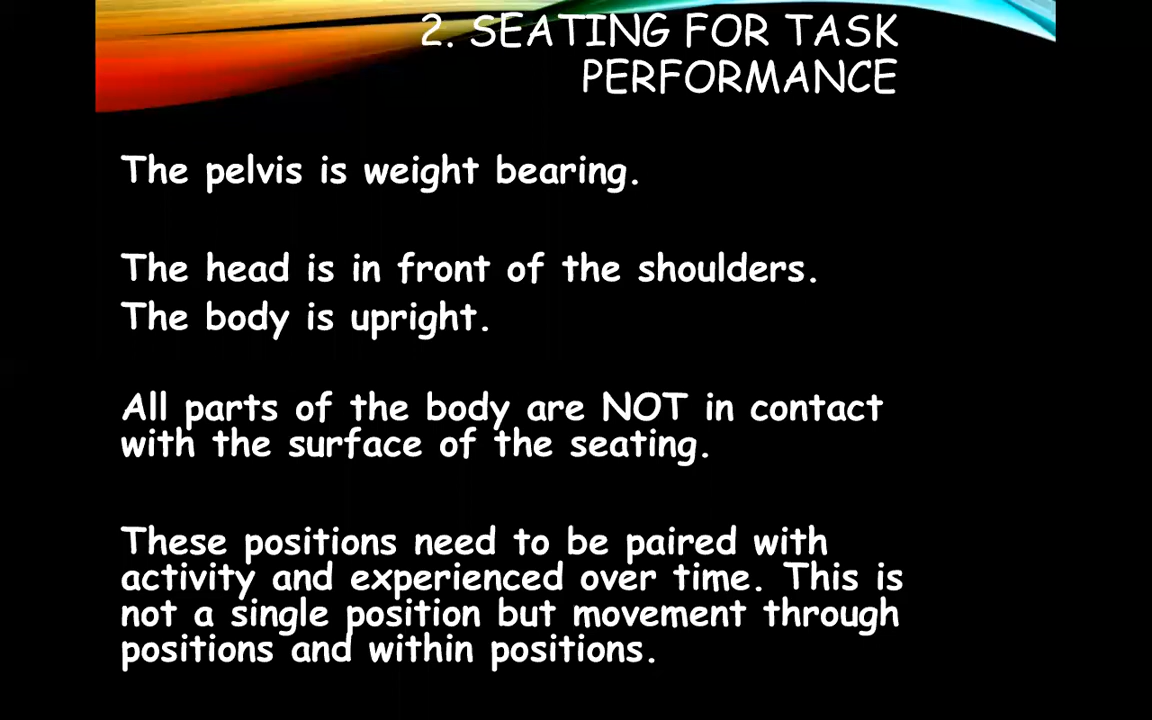 2. SEATING FOR TASK
PERFORMANCE
The pelvis is weight bearing.
The head is in front of the shoulders.
The body is upright.
All parts of the body are NOT in contact
with the surface of the seating.
These positions need to be paired with
activity and experienced over time. This is
not a single position but movement through
positions and within positions.